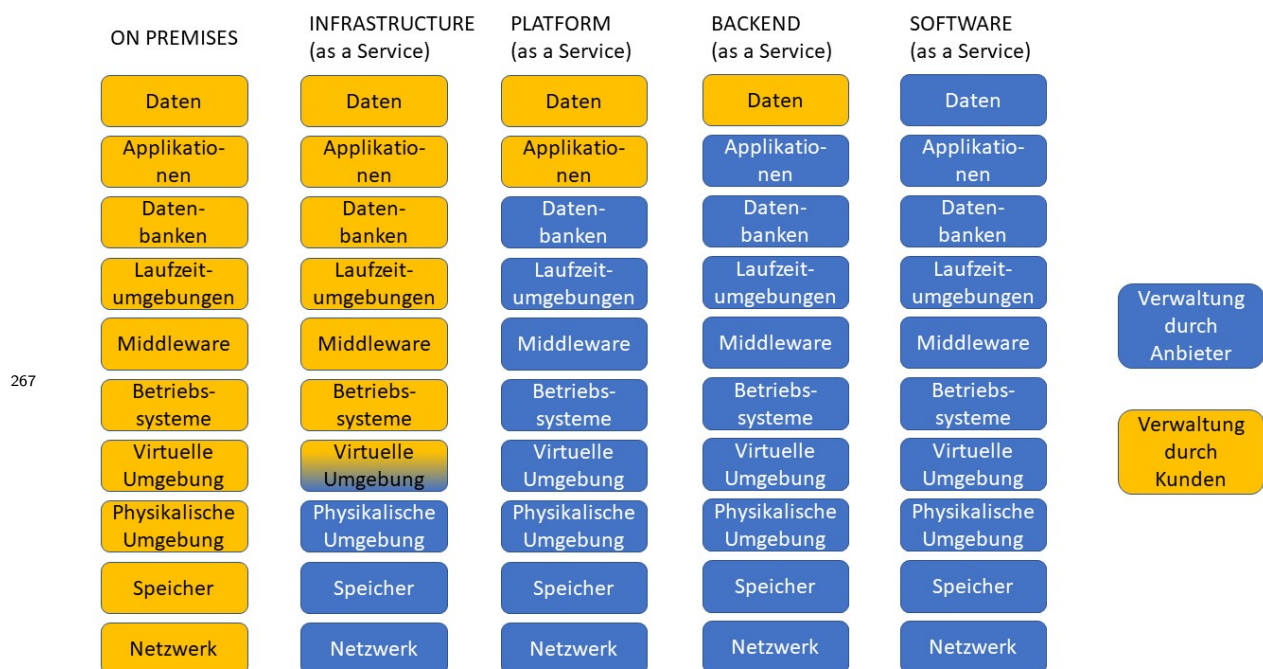 ON PREMISES
INFRASTRUCTURE
(as a Service)
PLATFORM
(as a Service)
BACKEND
(as a Service)
SOFTWARE
(as a Service)
Daten
Daten
Daten
Daten
Daten
Applikatio-
nen
Applikatio-
nen
Applikatio-
nen
Applikatio-
nen
Applikatio-
nen
Daten-
banken
Daten-
banken
Daten-
banken
Daten-
banken
Daten-
banken
Laufzeit-
umgebungen
Laufzeit-
umgebungen
Laufzeit-
umgebungen
Laufzeit-
umgebungen
Laufzeit-
umgebungen
Middleware
Middleware
Middleware
Middleware
Middleware
267
Betriebs-
systeme
Betriebs-
systeme
Betriebs-
systeme
Betriebs-
systeme
Betriebs-
systeme
Virtuelle
Umgebung
Virtuelle
Umgebung
Virtuelle
Umgebung
Virtuelle
Umgebung
Virtuelle
Umgebung
Physikalische
Umgebung
Physikalische
Umgebung
Physikalische
Umgebung
Physikalische
Umgebung
Physikalische
Umgebung
Speicher
Speicher
Speicher
Speicher
Speicher
Netzwerk
Netzwerk
Netzwerk
Netzwerk
Netzwerk
Verwaltung
durch
Anbieter
Verwaltung
durch
Kunden